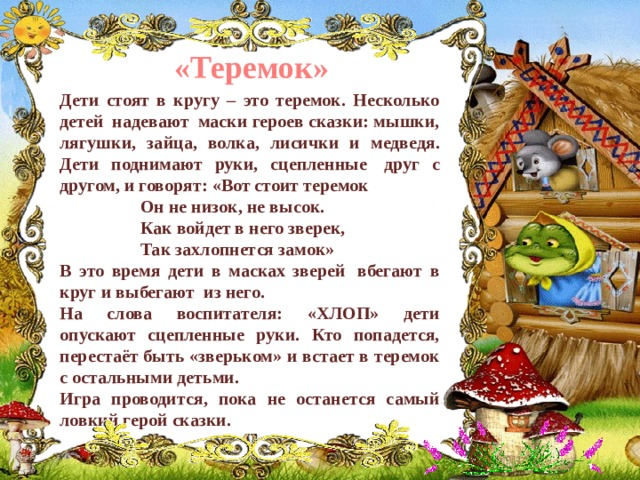 «Теремок»
Дети стоят в кругу – это теремок. Несколько
детей надевают маски героев сказки: мышки,
лягушки, зайца, волка, лисички и медведя.
Дети поднимают руки, сцепленные друг с
другом, и говорят: «Вот стоит теремок
Он не низок, не высок.
Как войдет в него зверек,
Так захлопнется замок»
В это время дети в масках зверей вбегают в
круг и выбегают из него.
На слова воспитателя: «ХЛОП» дети
опускают сцепленные руки. Кто попадется,
перестаёт быть «зверьком» и встает в теремок
с остальными детьми.
Игра проводится, пока не останется самый
ловкий герой сказки.